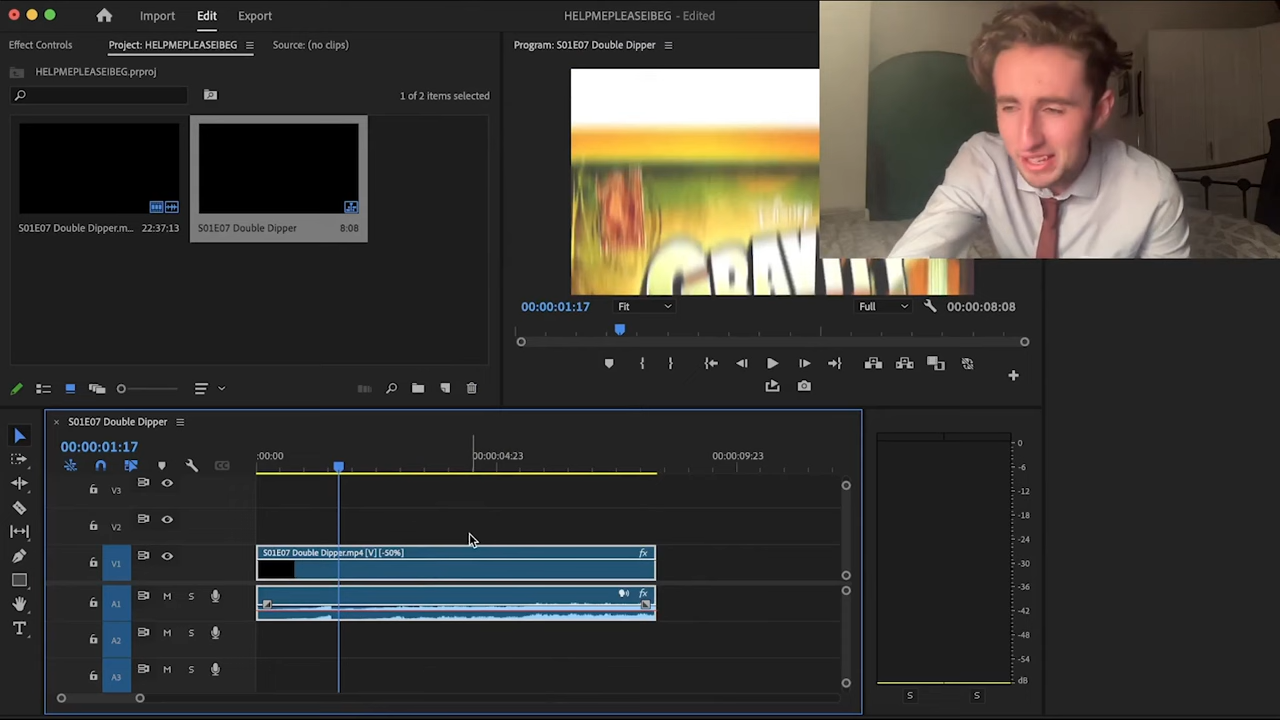 Import Edit Export
HELPMEPLEASEIBEG - Edited
Effect Controls Project: HELPMEPLEASEIBEG Source: (no clips)
Program: S01E07 Double Dipper
HELPMEPLEASEIBEG.prproj
1 of 2 items selected
S01E07 Double Dipper.m... 22:37:13
S01E07 Double Dipper 8:08
GRAVITY
00:00:01:17 Fit Full 00:00:08:08
S01E07 Double Dipper
00:00:01:17
:00:00 00:00:04:23 00:00:09:23
CC
V3
V2
V1
S01E07 Double Dipper.mp4 [V] [-50%] fx
A1 M S fx
A2 M S
A3 M S
0
-6
-12
-18
-24
-30
-36
-42
-48
-54
dB
S S